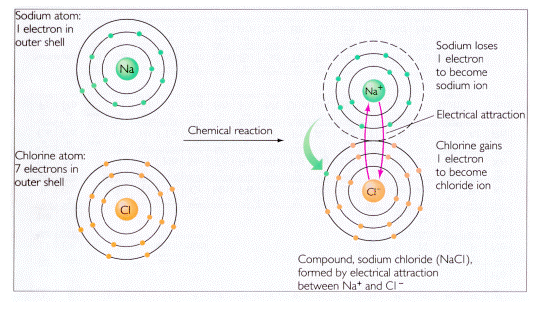 Sodium atom:
1 electron in
outer shell
Na
Chlorine atom:
7 electrons in
outer shell
Cl
Chemical reaction
Na⁺
Cl⁻
Sodium loses
1 electron
to become
sodium ion
Electrical attraction
Chlorine gains
1 electron
to become
chloride ion
Compound, sodium chloride (NaCl),
formed by electrical attraction
between Na⁺ and Cl⁻